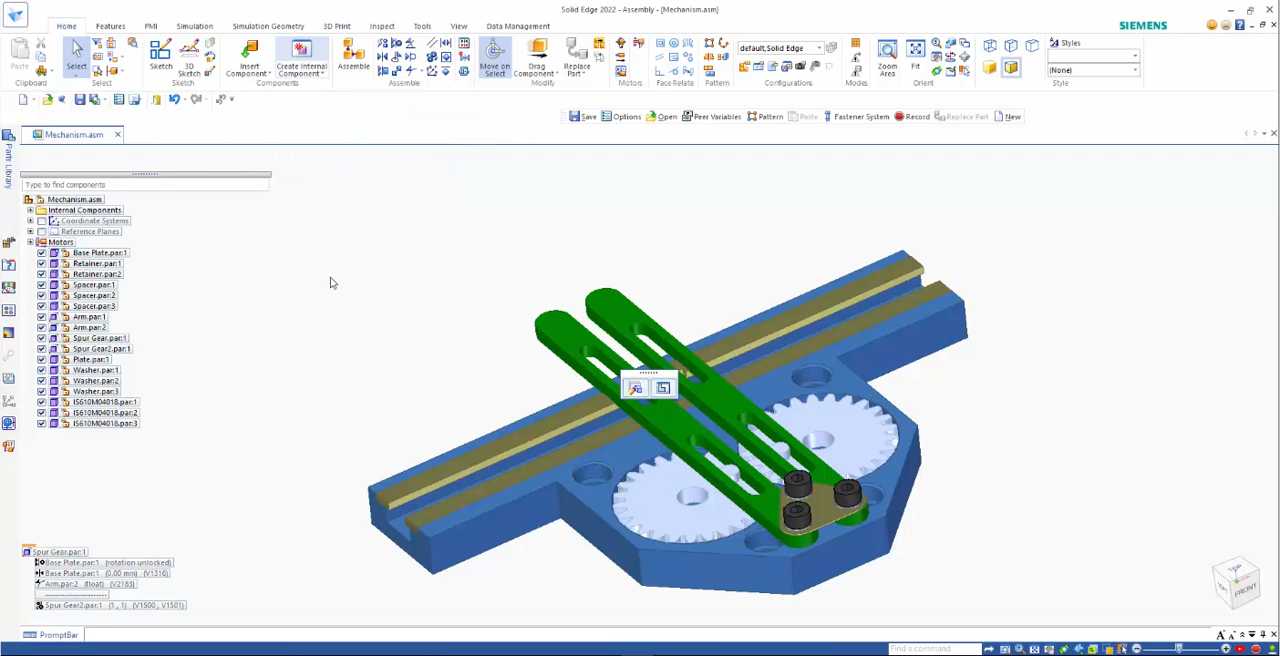 Solid Edge 2022 - Assembly - [Mechanism.asm]
Home Features PMI Simulation Simulation Geometry 3D Print Inspect Tools View Data Management
SIEMENS
Paste
Clipboard
Select
Select
Sketch
3D
Sketch
Sketch
Insert
Component
Create Internal
Component
Components
Assemble
Assemble
Move on
Select
Drag
Component
Replace
Part
Modify
Motors
Face Relate
Pattern
default,Solid Edge
Configurations
Modes
Zoom
Area
Fit
Orient
Styles
(None)
Style
Save Options Open Peer Variables Pattern Paste Fastener System Record Replace Part New
Mechanism.asm
Parts Library
Type to find components
Mechanism.asm
Internal Components
Coordinate Systems
Reference Planes
Motors
Base Plate.par:1
Retainer.par:1
Retainer.par:2
Spacer.par:1
Spacer.par:2
Spacer.par:3
Arm.par:1
Arm.par:2
Spur Gear.par:1
Spur Gear2.par:1
Plate.par:1
Washer.par:1
Washer.par:2
Washer.par:3
IS610M04018.par:1
IS610M04018.par:2
IS610M04018.par:3
Spur Gear.par:1
Base Plate.par:1 (rotation unlocked)
Base Plate.par:1 (0.00 mm) (V1316)
Arm.par:2 (float) (V2183)
Spur Gear2.par:1 (1 , 1) (V1500 , V1501)
TOP
FRONT
PromptBar
Find a command